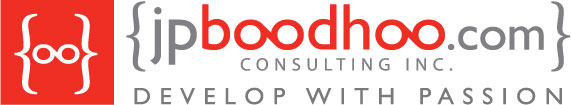 {∞}
{jpboodhoo.com}
CONSULTING INC.
DEVELOP WITH PASSION